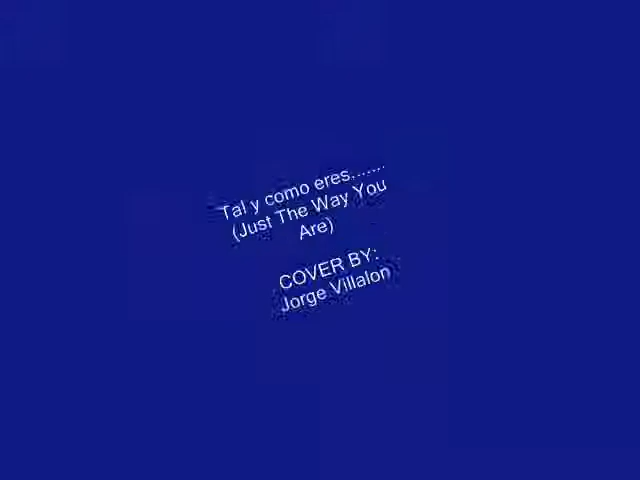 Tal y como eres.......
(Just The Way You
Are)
COVER BY:
Jorge Villalon